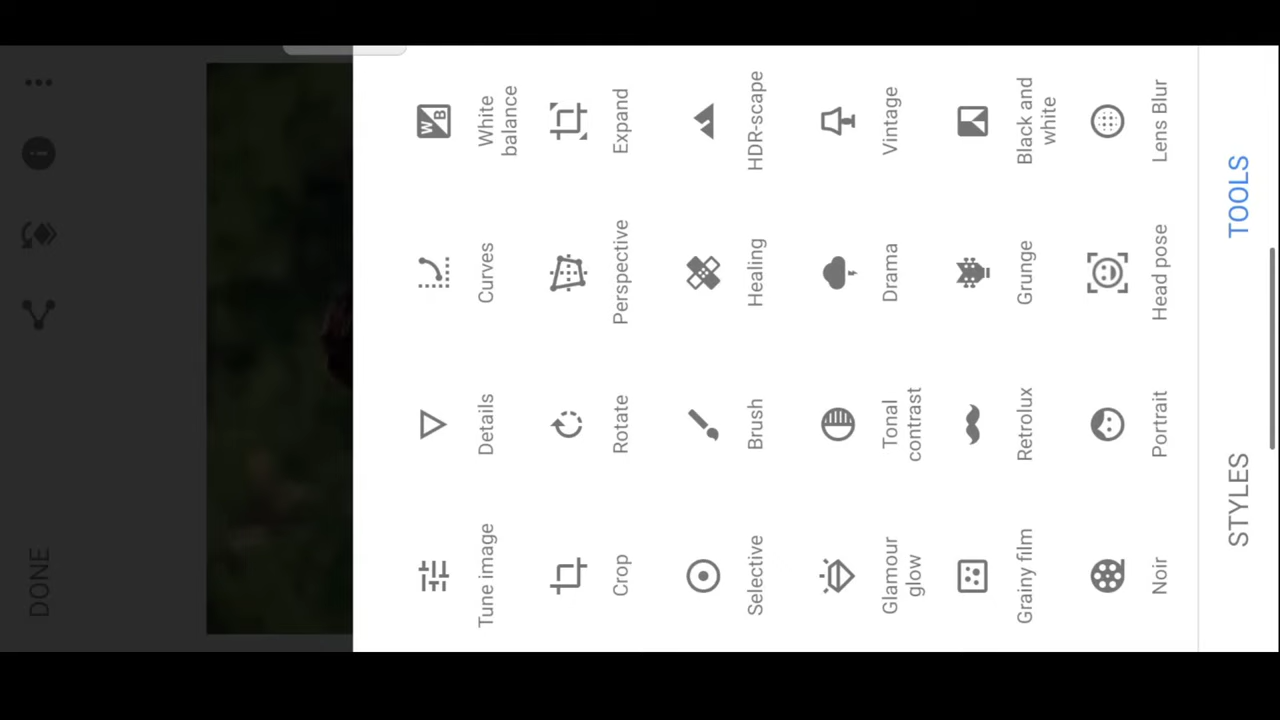 DONE
Tune image
Details
Curves
White
balance
Crop
Rotate
Perspective
Expand
Selective
Brush
Healing
HDR-scape
Glamour
glow
Tonal
contrast
Drama
Vintage
Grainy film
Retrolux
Grunge
Black and
white
Noir
Portrait
Head pose
Lens Blur
STYLES
TOOLS